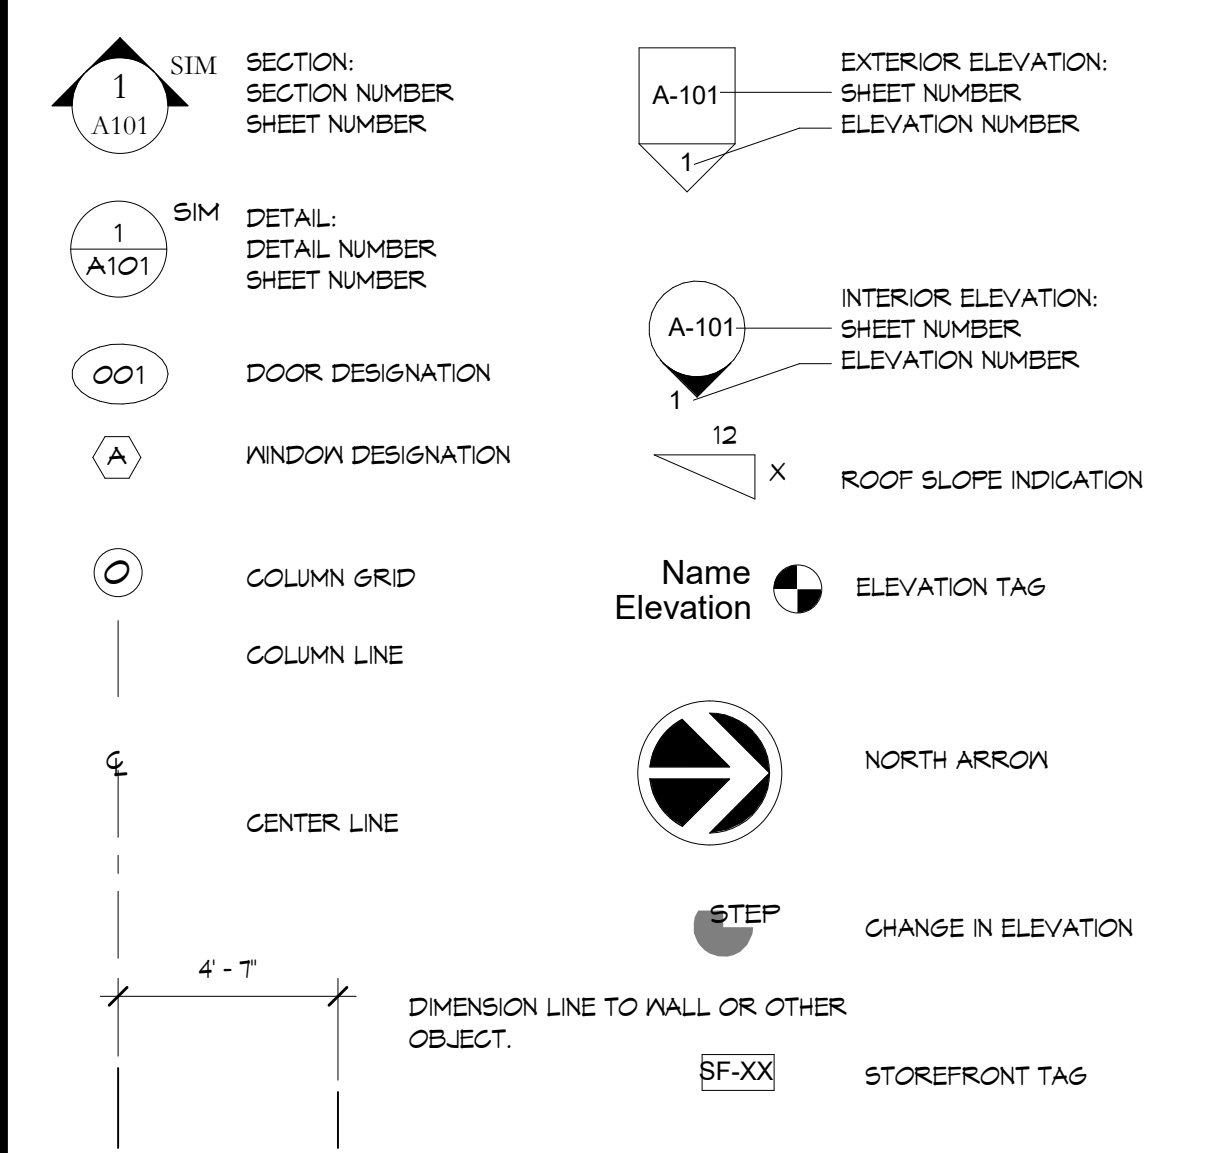 SIM
1
A101
SECTION:
SECTION NUMBER
SHEET NUMBER
SIM
1
A101
DETAIL:
DETAIL NUMBER
SHEET NUMBER
001
DOOR DESIGNATION
A
WINDOW DESIGNATION
O
COLUMN GRID
COLUMN LINE
℄
CENTER LINE
4' - 7"
DIMENSION LINE TO WALL OR OTHER
OBJECT.
A-101
1
EXTERIOR ELEVATION:
SHEET NUMBER
ELEVATION NUMBER
A-101
1
INTERIOR ELEVATION:
SHEET NUMBER
ELEVATION NUMBER
12
X
ROOF SLOPE INDICATION
Name
Elevation
ELEVATION TAG
NORTH ARROW
STEP
CHANGE IN ELEVATION
SF-XX
STOREFRONT TAG